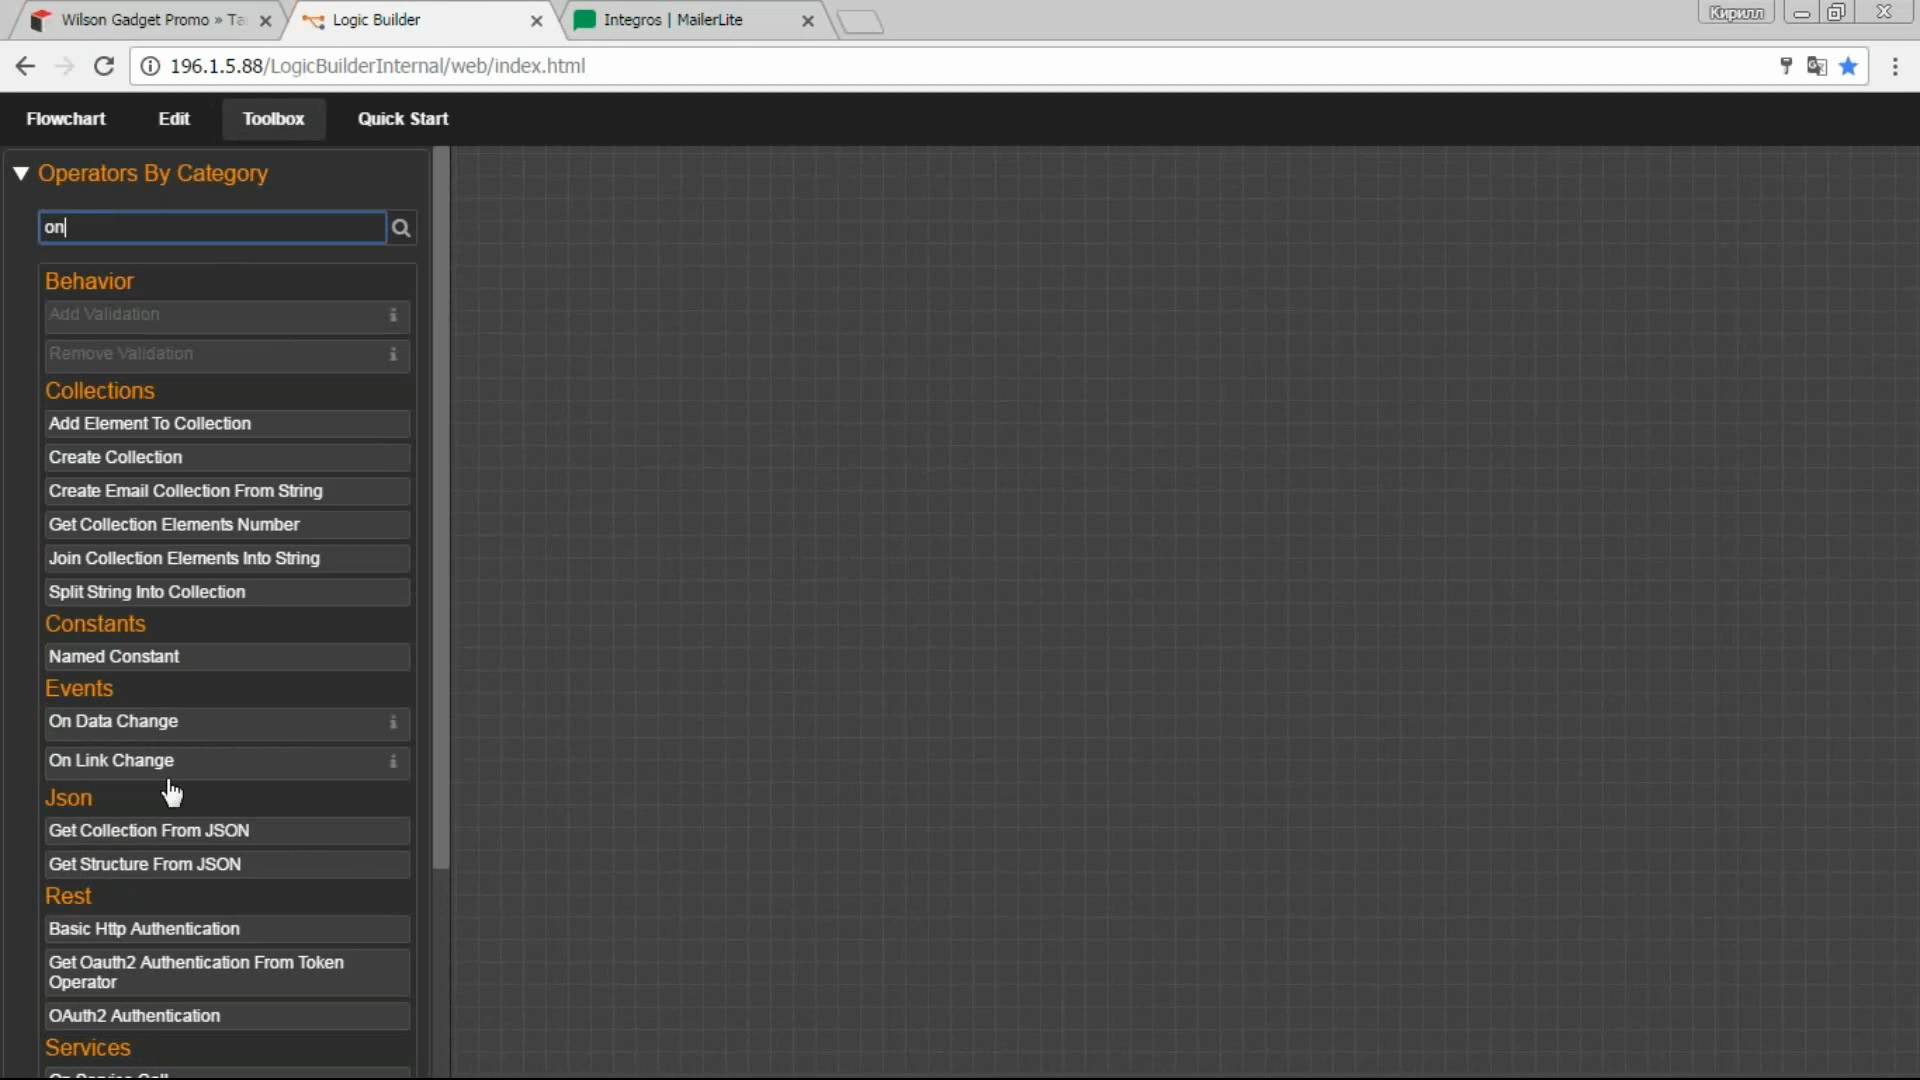 Wilson Gadget Promo » Ta
Logic Builder
Integros | MailerLite
Кирилл
196.1.5.88/LogicBuilderInternal/web/index.html
Flowchart
Edit
Toolbox
Quick Start
Operators By Category
on
Behavior
Add Validation
Remove Validation
Collections
Add Element To Collection
Create Collection
Create Email Collection From String
Get Collection Elements Number
Join Collection Elements Into String
Split String Into Collection
Constants
Named Constant
Events
On Data Change
On Link Change
Json
Get Collection From JSON
Get Structure From JSON
Rest
Basic Http Authentication
Get Oauth2 Authentication From Token
Operator
OAuth2 Authentication
Services
On Service Call